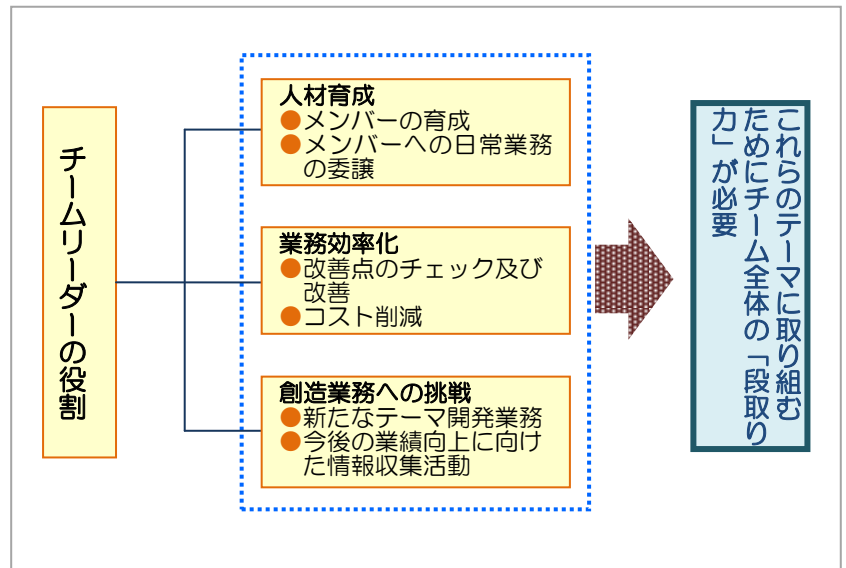 チームリーダーの役割
人材育成
●メンバーの育成
●メンバーへの日常業務
の委譲
業務効率化
●改善点のチェック及び
改善
●コスト削減
創造業務への挑戦
●新たなテーマ開発業務
●今後の業績向上に向け
た情報収集活動
これらのテーマに取り組む
ためにチーム全体の「段取り
力」が必要